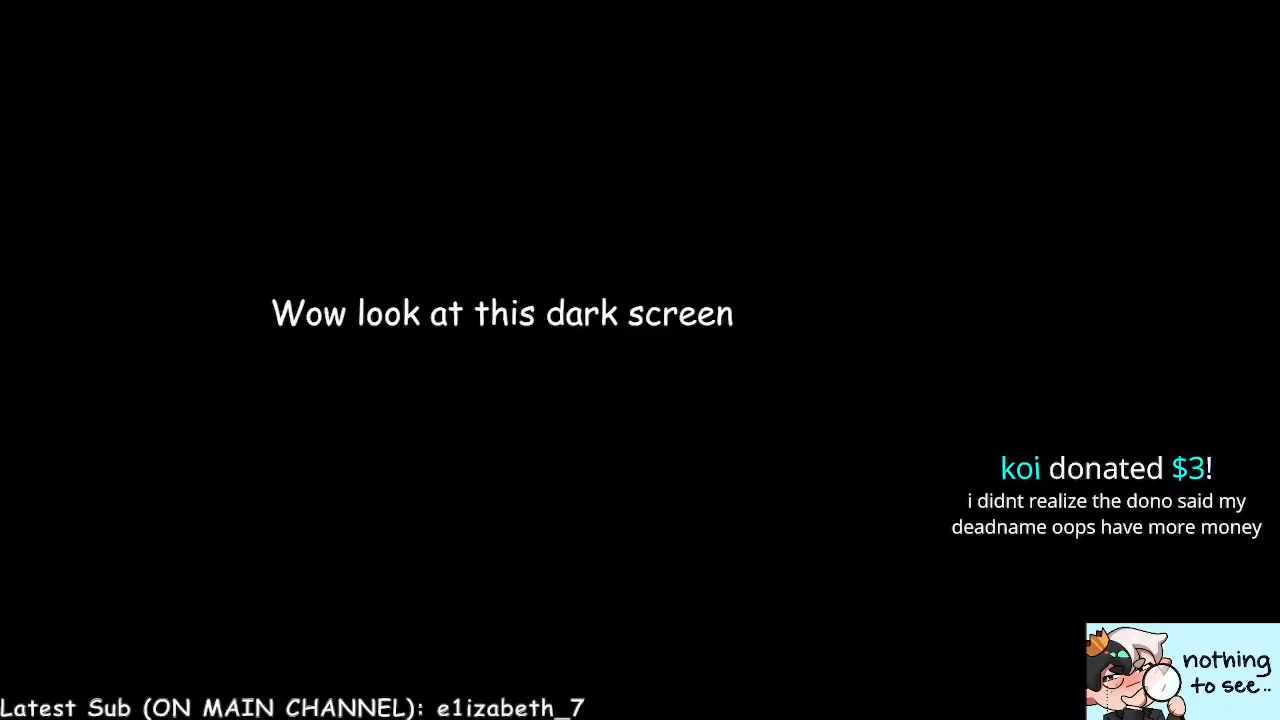 Wow look at this dark screen
koi donated $3!
i didnt realize the dono said my
deadname oops have more money
nothing
to see..
Latest Sub (ON MAIN CHANNEL): e1izabeth_7